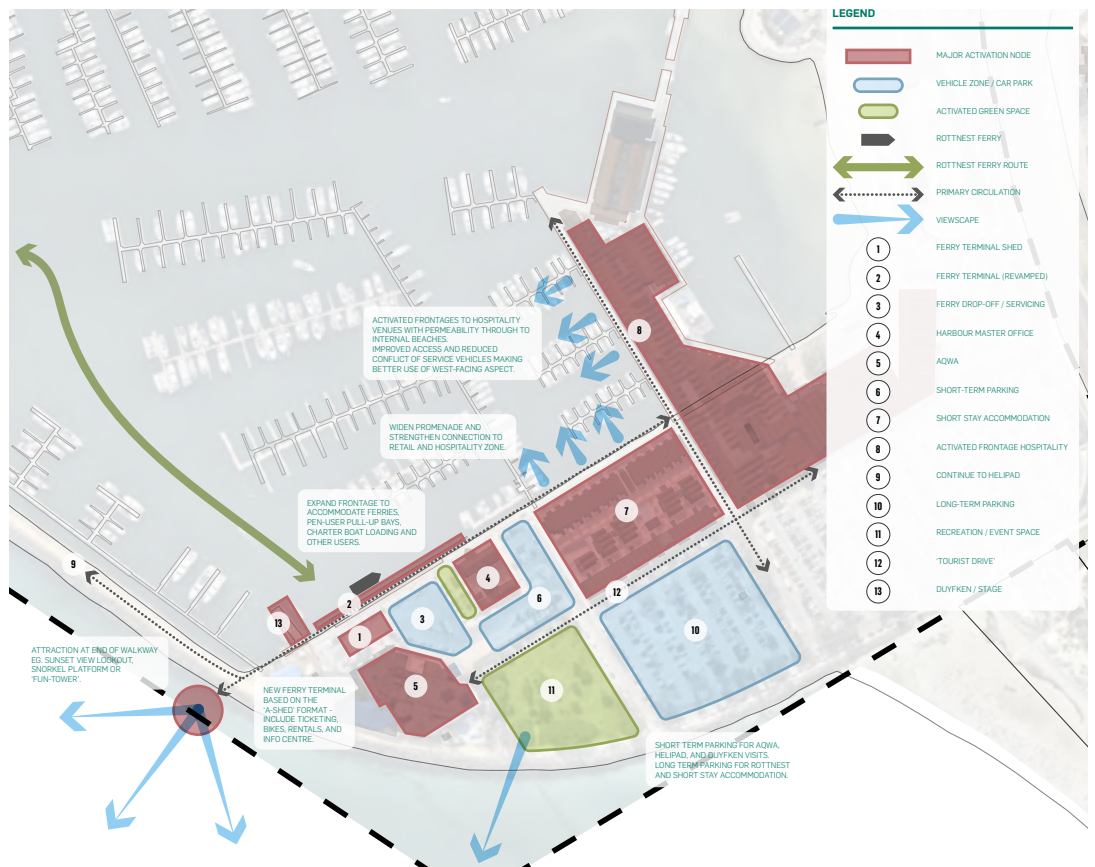 LEGEND
MAJOR ACTIVATION NODE
VEHICLE ZONE / CAR PARK
ACTIVATED GREEN SPACE
ROTTNEST FERRY
ROTTNEST FERRY ROUTE
PRIMARY CIRCULATION
VIEWSCAPE
1 FERRY TERMINAL SHED
2 FERRY TERMINAL (REVAMPED)
3 FERRY DROP-OFF / SERVICING
4 HARBOUR MASTER OFFICE
5 AQWA
6 SHORT-TERM PARKING
7 SHORT STAY ACCOMMODATION
8 ACTIVATED FRONTAGE HOSPITALITY
9 CONTINUE TO HELIPAD
10 LONG-TERM PARKING
11 RECREATION / EVENT SPACE
12 'TOURIST DRIVE'
13 DUYFKEN / STAGE
ACTIVATED FRONTAGES TO HOSPITALITY
VENUES WITH PERMEABILITY THROUGH TO
INTERNAL BEACHES.
IMPROVED ACCESS AND REDUCED
CONFLICT OF SERVICE VEHICLES MAKING
BETTER USE OF WEST-FACING ASPECT.
8
WIDEN PROMENADE AND
STRENGTHEN CONNECTION TO
RETAIL AND HOSPITALITY ZONE.
EXPAND FRONTAGE TO
ACCOMMODATE FERRIES,
PEN-USER PULL-UP BAYS,
CHARTER BOAT LOADING AND
OTHER USERS.
7
9
4
12
6
2
3
13
1
10
5
11
ATTRACTION AT END OF WALKWAY
EG. SUNSET VIEW LOOKOUT,
SNORKEL PLATFORM OR
'FUN-TOWER'.
NEW FERRY TERMINAL
BASED ON THE
'A-SHED' FORMAT -
INCLUDE TICKETING,
BIKES, RENTALS, AND
INFO CENTRE.
SHORT TERM PARKING FOR AQWA,
HELIPAD, AND DUYFKEN VISITS.
LONG TERM PARKING FOR ROTTNEST
AND SHORT STAY ACCOMMODATION.